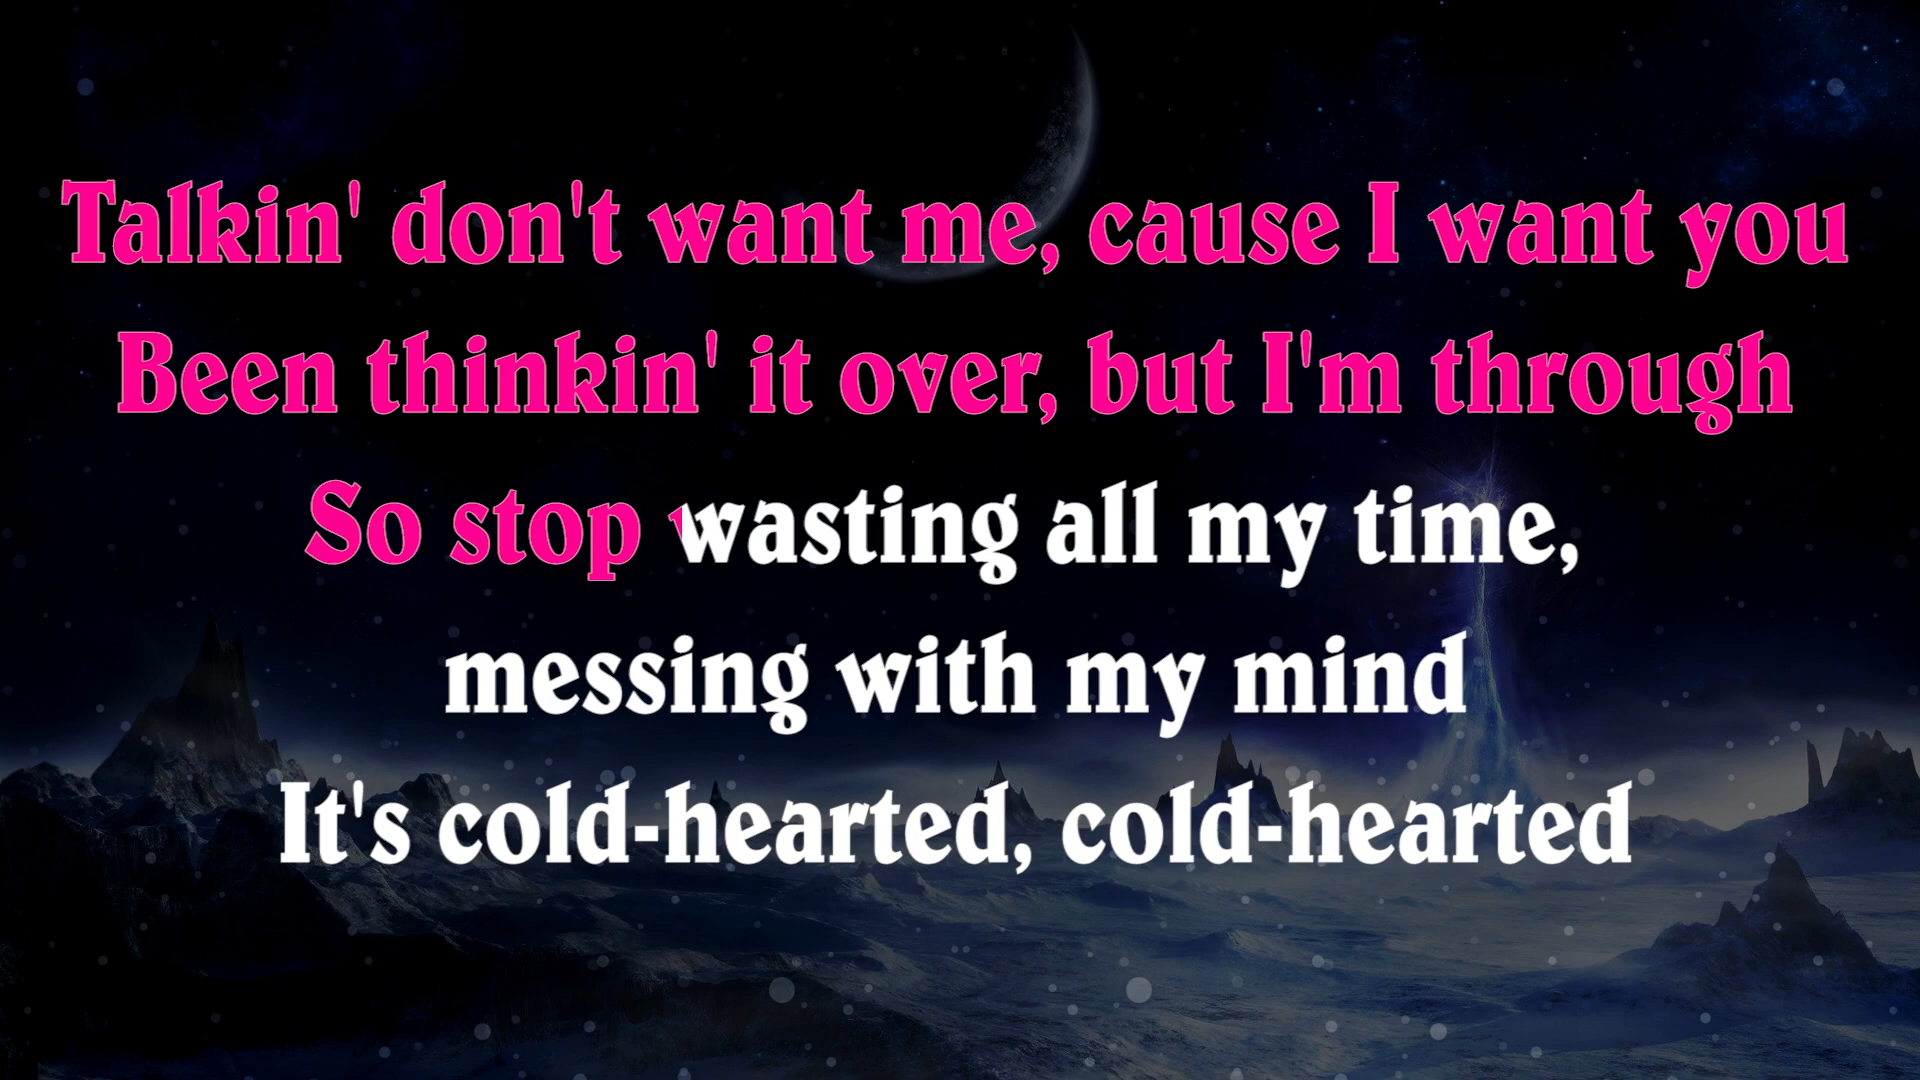 Talkin' don't want me, cause I want you
Been thinkin' it over, but I'm through
So stop wasting all my time,
messing with my mind
It's cold-hearted, cold-hearted